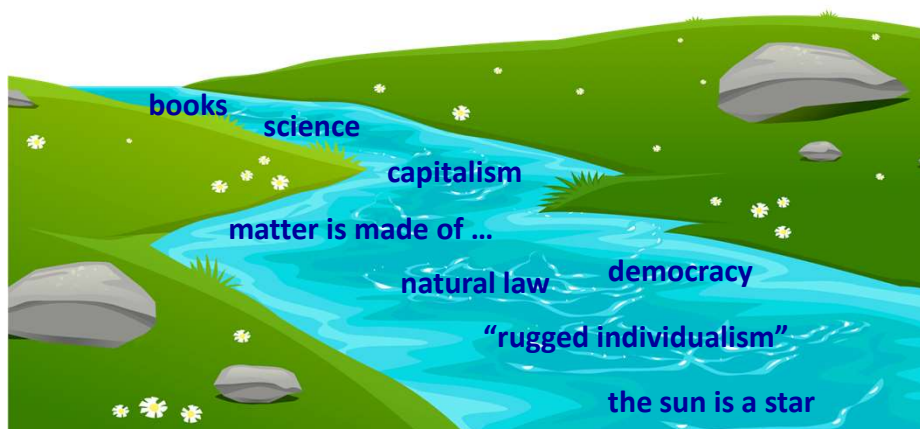 books
science
capitalism
matter is made of …
democracy
natural law
“rugged individualism”
the sun is a star